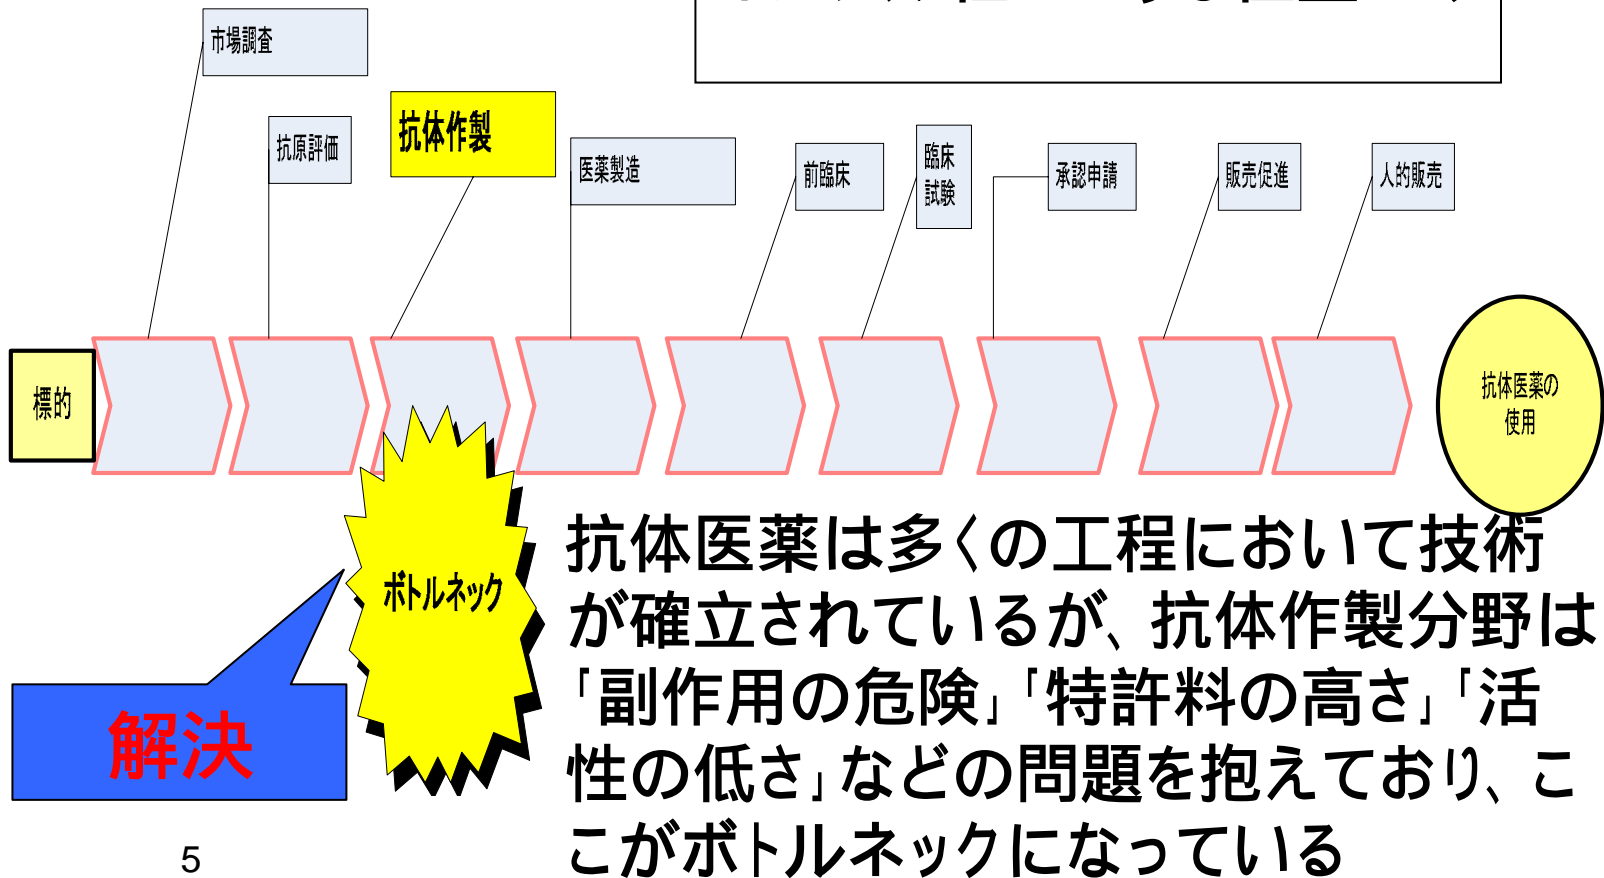 市場調査
抗原評価
抗体作製
医薬製造
前臨床
臨床
試験
承認申請
販売促進
人的販売
標的
抗体医薬の
使用
ボトルネック
解決
抗体医薬は多くの工程において技術
が確立されているが、抗体作製分野は
「副作用の危険」「特許料の高さ」「活
性の低さ」などの問題を抱えており、こ
こがボトルネックになっている
5